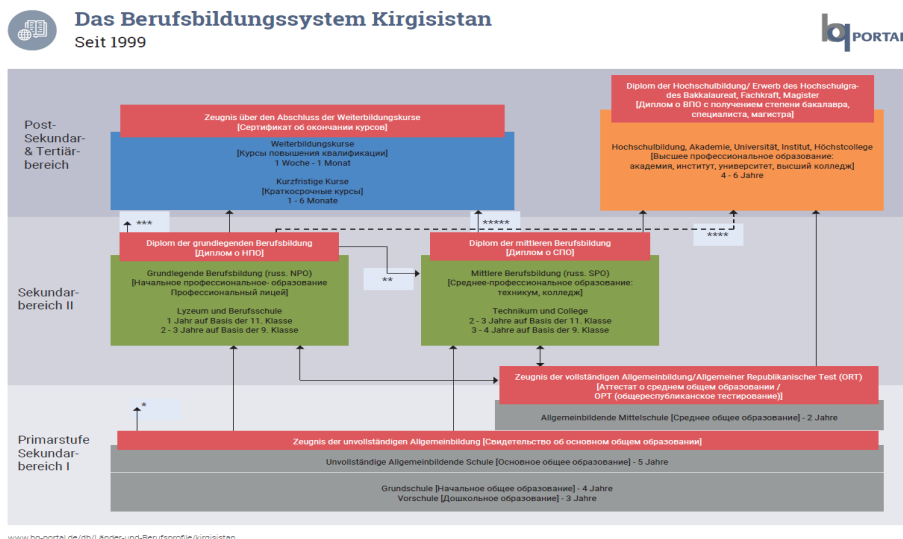 Das Berufsbildungssystem Kirgisistan
Seit 1999
bq PORTAL
Post-
Sekundar-
& Tertiär-
bereich
Zeugnis über den Abschluss der Weiterbildungskurse
[Сертификат об окончании курсов]
Weiterbildungskurse
[Курсы повышения квалификации]
1 Woche - 1 Monat
Kurzfristige Kurse
[Краткосрочные курсы]
1 - 6 Monate
Diplom der Hochschulbildung/ Erwerb des Hochschulgra-
des Bakkalaureat, Fachkraft, Magister
[Диплом о ВПО с получением степени бакалавра,
специалиста, магистра]
Hochschulbildung, Akademie, Universität, Institut, Höchstcollege
[Высшее профессиональное образование:
академия, институт, университет, высший колледж]
4 - 6 Jahre
***
*****
****
Sekundar-
bereich II
Diplom der grundlegenden Berufsbildung
[Диплом о НПО]
Grundlegende Berufsbildung (russ. NPO)
[Начальное профессиональное- образование
Профессиональный лицей]
Lyzeum und Berufsschule
1 Jahr auf Basis der 11. Klasse
2 - 3 Jahre auf Basis der 9. Klasse
**
Diplom der mittleren Berufsbildung
[Диплом о СПО]
Mittlere Berufsbildung (russ. SPO)
[Среднее-профессиональное образование:
техникум, колледж]
Technikum und College
2 - 3 Jahre auf Basis der 11. Klasse
3 - 4 Jahre auf Basis der 9. Klasse
Zeugnis der vollständigen Allgemeinbildung/Allgemeiner Republikanischer Test (ORT)
[Аттестат о среднем общем образовании /
ОРТ (общереспубликанское тестирование)]
Allgemeinbildende Mittelschule [Среднее общее образование] - 2 Jahre
*
Primarstufe
Sekundar-
bereich I
Zeugnis der unvollständigen Allgemeinbildung [Свидетельство об основном общем образовании]
Unvollständige Allgemeinbildende Schule [Основное общее образование] - 5 Jahre
Grundschule [Начальное общее образование] - 4 Jahre
Vorschule [Дошкольное образование] - 3 Jahre
www.bq-portal.de/db/Länder-und-Berufsprofile/kirgisistan